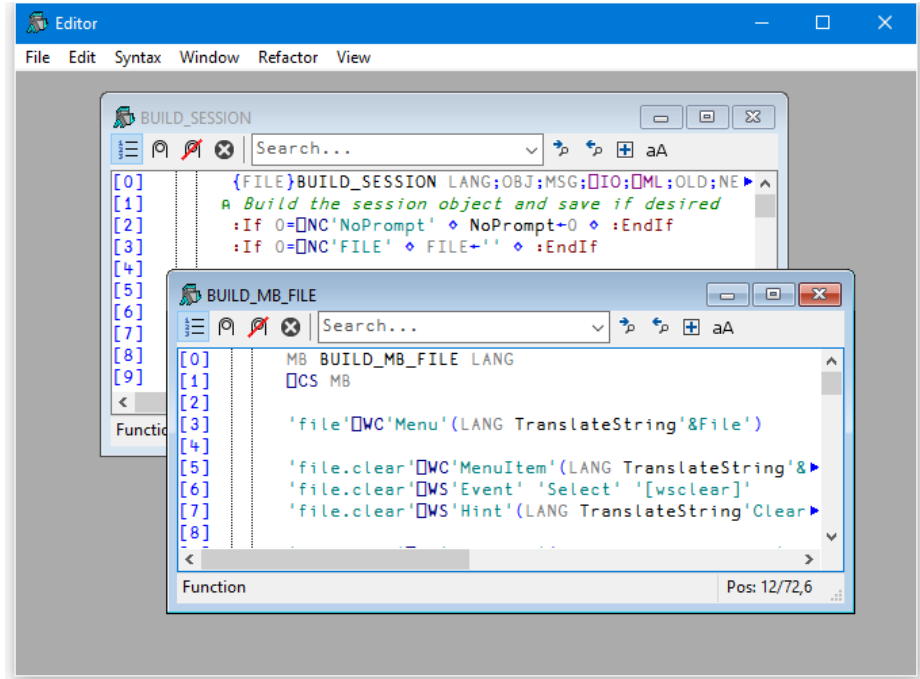 Editor
File Edit Syntax Window Refactor View
BUILD_SESSION
Search... aA
[0] {FILE}BUILD_SESSION LANG;OBJ;MSG;⎕IO;⎕ML;OLD;NE
[1] ⍝ Build the session object and save if desired
[2] :If 0=⎕NC'NoPrompt' ⋄ NoPrompt←0 ⋄ :EndIf
[3] :If 0=⎕NC'FILE' ⋄ FILE←'' ⋄ :EndIf
[4]
[5]
[6]
[7]
[8]
[9]
Functio
BUILD_MB_FILE
Search... aA
[0] MB BUILD_MB_FILE LANG
[1] ⎕CS MB
[2]
[3] 'file'⎕WC'Menu'(LANG TranslateString'&File')
[4]
[5] 'file.clear'⎕WC'MenuItem'(LANG TranslateString'&
[6] 'file.clear'⎕WS'Event' 'Select' '[wsclear]'
[7] 'file.clear'⎕WS'Hint'(LANG TranslateString'Clear
[8]
Function Pos: 12/72,6